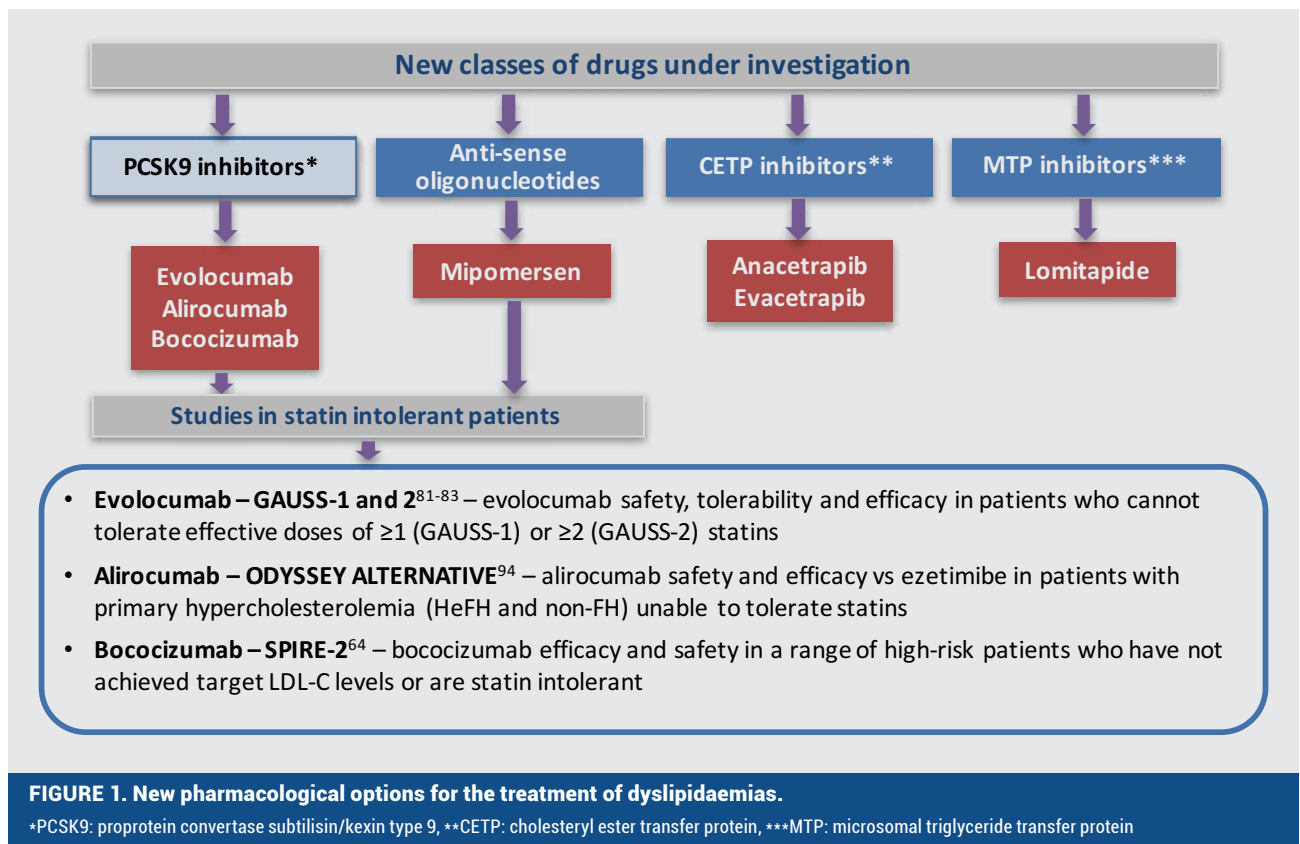 New classes of drugs under investigation
PCSK9 inhibitors*
Anti-sense
oligonucleotides
CETP inhibitors**
MTP inhibitors***
Evolocumab
Alirocumab
Bococizumab
Mipomersen
Anacetrapib
Evacetrapib
Lomitapide
Studies in statin intolerant patients
• Evolocumab – GAUSS-1 and 281-83 – evolocumab safety, tolerability and efficacy in patients who cannot
tolerate effective doses of ≥1 (GAUSS-1) or ≥2 (GAUSS-2) statins
• Alirocumab – ODYSSEY ALTERNATIVE94 – alirocumab safety and efficacy vs ezetimibe in patients with
primary hypercholesterolemia (HeFH and non-FH) unable to tolerate statins
• Bococizumab – SPIRE-264 – bococizumab efficacy and safety in a range of high-risk patients who have not
achieved target LDL-C levels or are statin intolerant
FIGURE 1. New pharmacological options for the treatment of dyslipidaemias.
*PCSK9: proprotein convertase subtilisin/kexin type 9, **CETP: cholesteryl ester transfer protein, ***MTP: microsomal triglyceride transfer protein